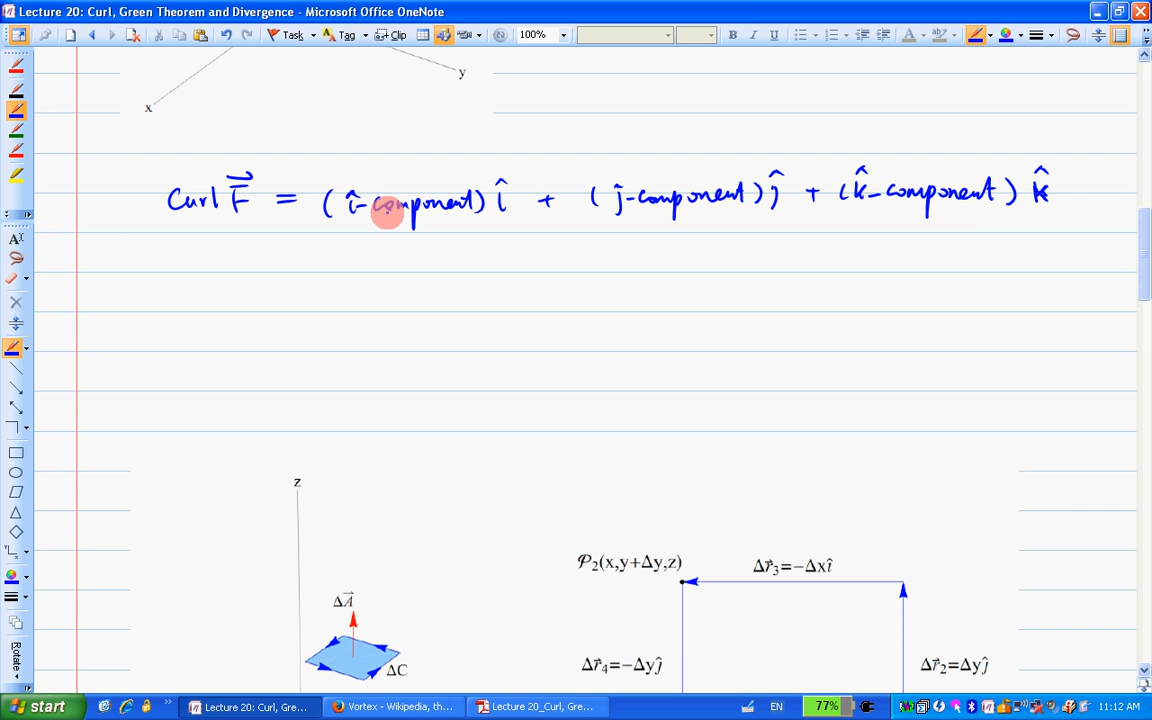 Lecture 20: Curl, Green Theorem and Divergence - Microsoft Office OneNote
Task Tag Clip 100% B I U
y
x
Curl F⃗ = (î-component) î + (ĵ-component) ĵ + (k̂-component) k̂
z
𝒫₂(x,y+Δy,z) Δr⃗₃=−Δxî
ΔA⃗
ΔC Δr⃗₄=−Δyĵ Δr⃗₂=Δyĵ
Rotate
start Lecture 20: Curl, Gre... Vortex - Wikipedia, th... Lecture 20_Curl, Gre... EN 77% 11:12 AM